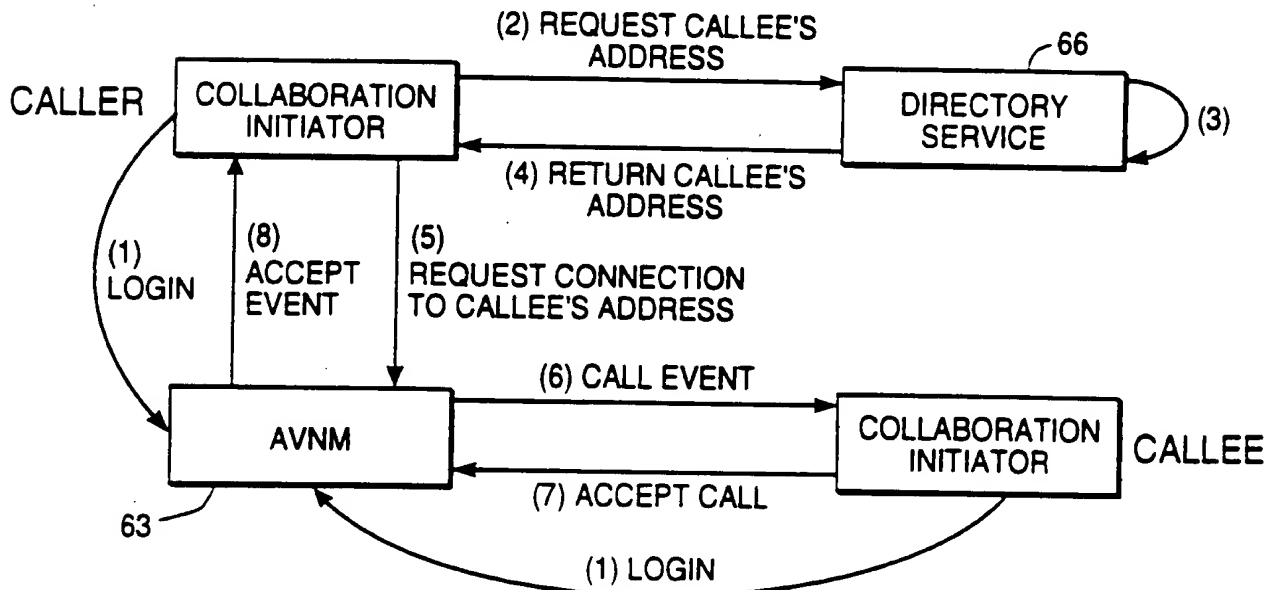 (2) REQUEST CALLEE'S
ADDRESS
66
CALLER
COLLABORATION
INITIATOR
DIRECTORY
SERVICE
(3)
(4) RETURN CALLEE'S
ADDRESS
(1)
LOGIN
(8)
ACCEPT
EVENT
(5)
REQUEST CONNECTION
TO CALLEE'S ADDRESS
(6) CALL EVENT
AVNM
COLLABORATION
INITIATOR
CALLEE
(7) ACCEPT CALL
63
(1) LOGIN